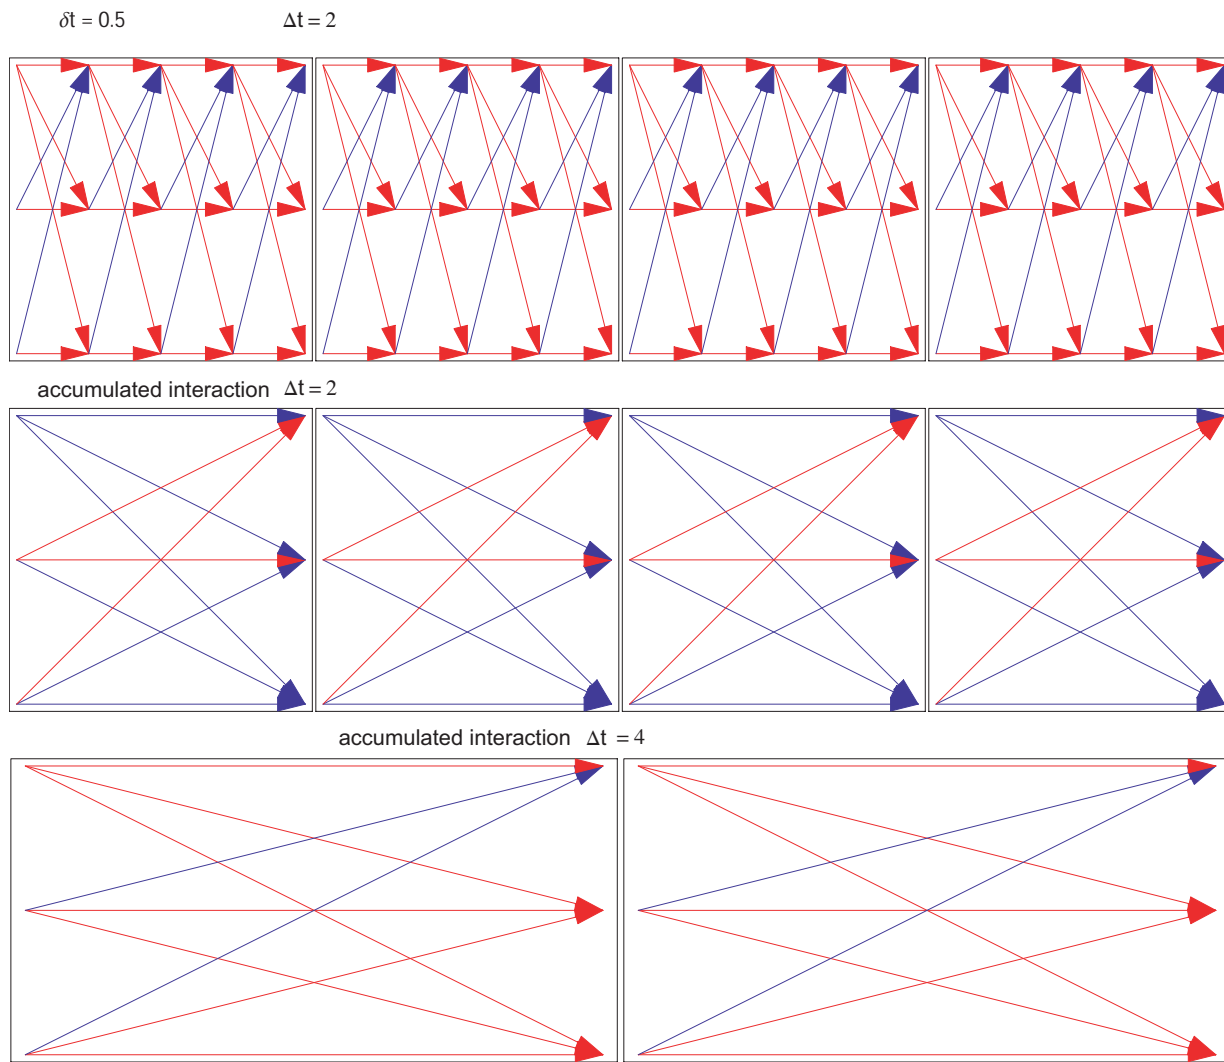 δt = 0.5 Δt = 2
accumulated interaction Δt = 2
accumulated interaction Δt = 4